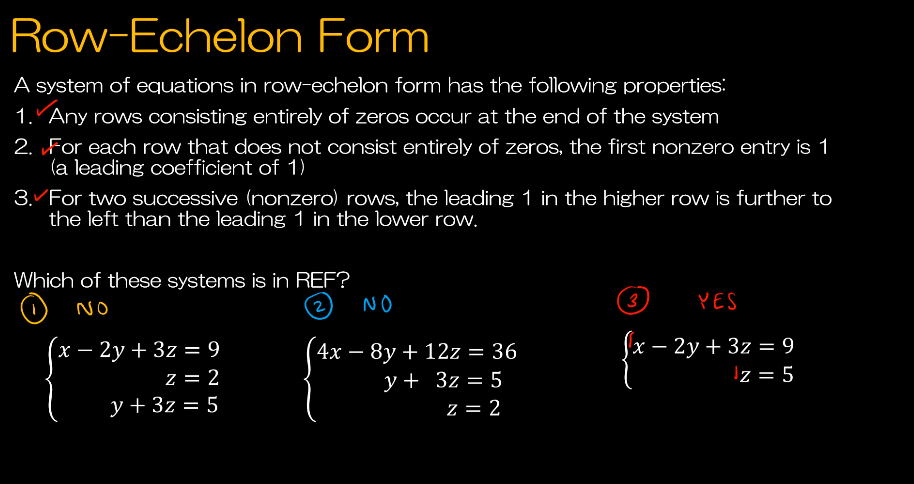 Row-Echelon Form
A system of equations in row-echelon form has the following properties:
1. Any rows consisting entirely of zeros occur at the end of the system
2. For each row that does not consist entirely of zeros, the first nonzero entry is 1
(a leading coefficient of 1)
3. For two successive (nonzero) rows, the leading 1 in the higher row is further to
the left than the leading 1 in the lower row.
Which of these systems is in REF?
1 NO
x − 2y + 3z = 9
z = 2
y + 3z = 5
2 NO
4x − 8y + 12z = 36
y + 3z = 5
z = 2
3 YES
1x − 2y + 3z = 9
1z = 5